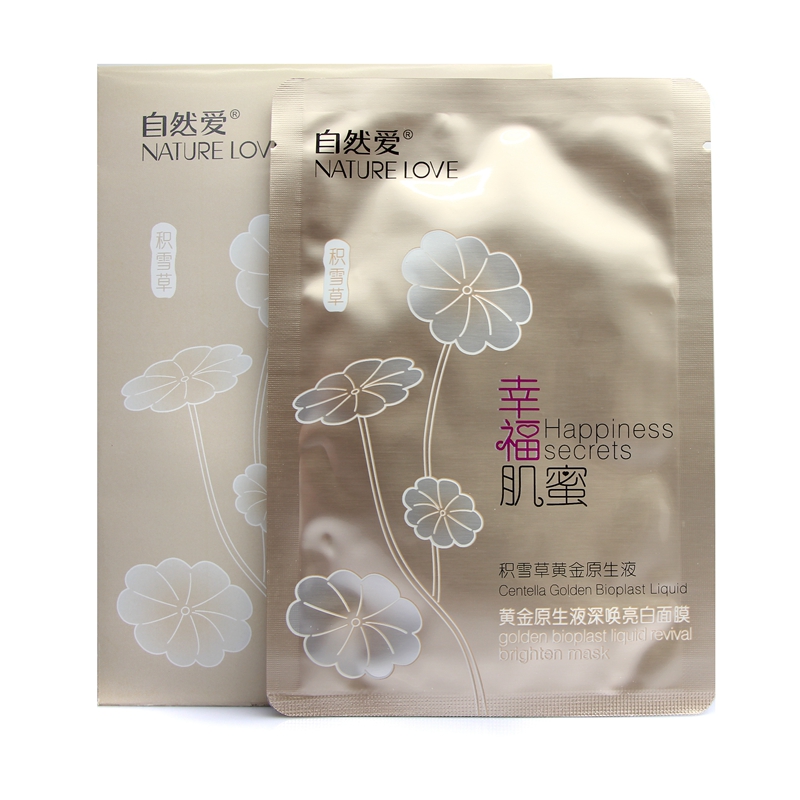 自然爱®
NATURE LOV
积雪草
自然爱®
NATURE LOVE
积雪草
幸福
Happiness
secrets
肌蜜
积雪草黄金原生液
Centella Golden Bioplast Liquid
黄金原生液深唤亮白面膜
golden bioplast liquid revival
brighten mask